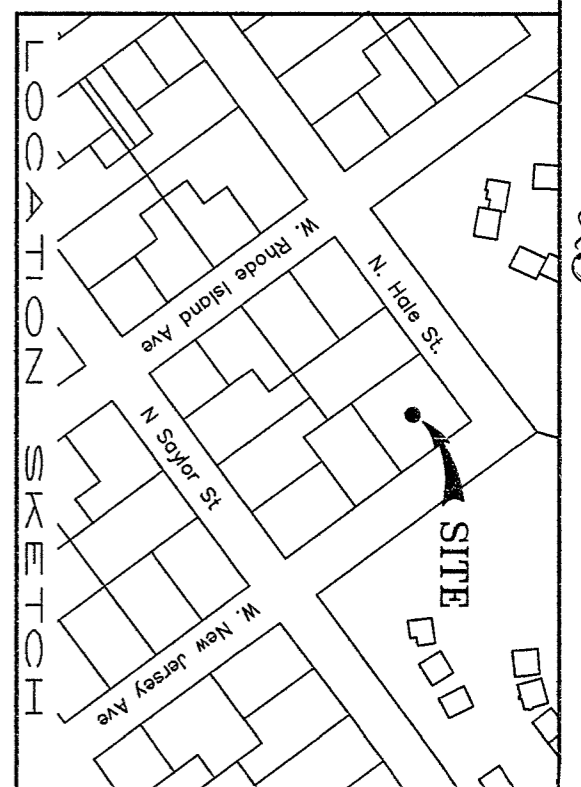 W. Rhode Island Ave
N. Hale St.
N Saylor St
SITE
W. New Jersey Ave
LOCATION SKETCH